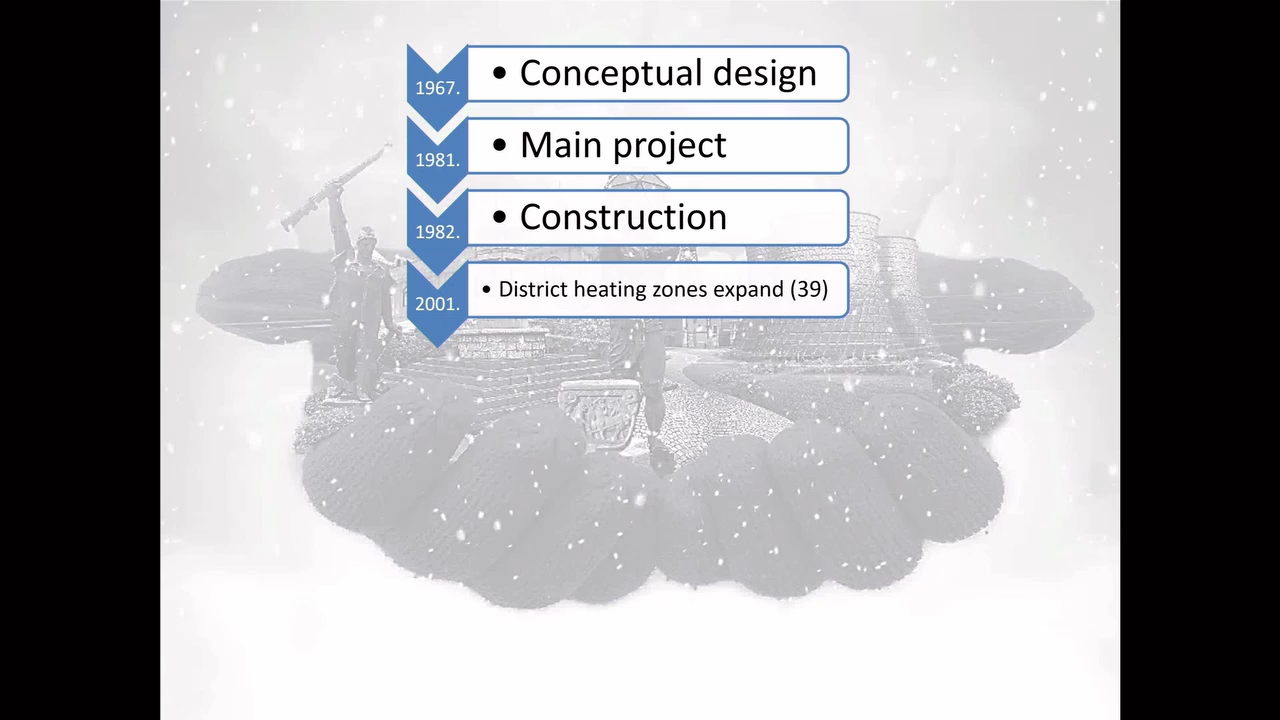 1967.
• Conceptual design
1981.
• Main project
1982.
• Construction
2001.
• District heating zones expand (39)